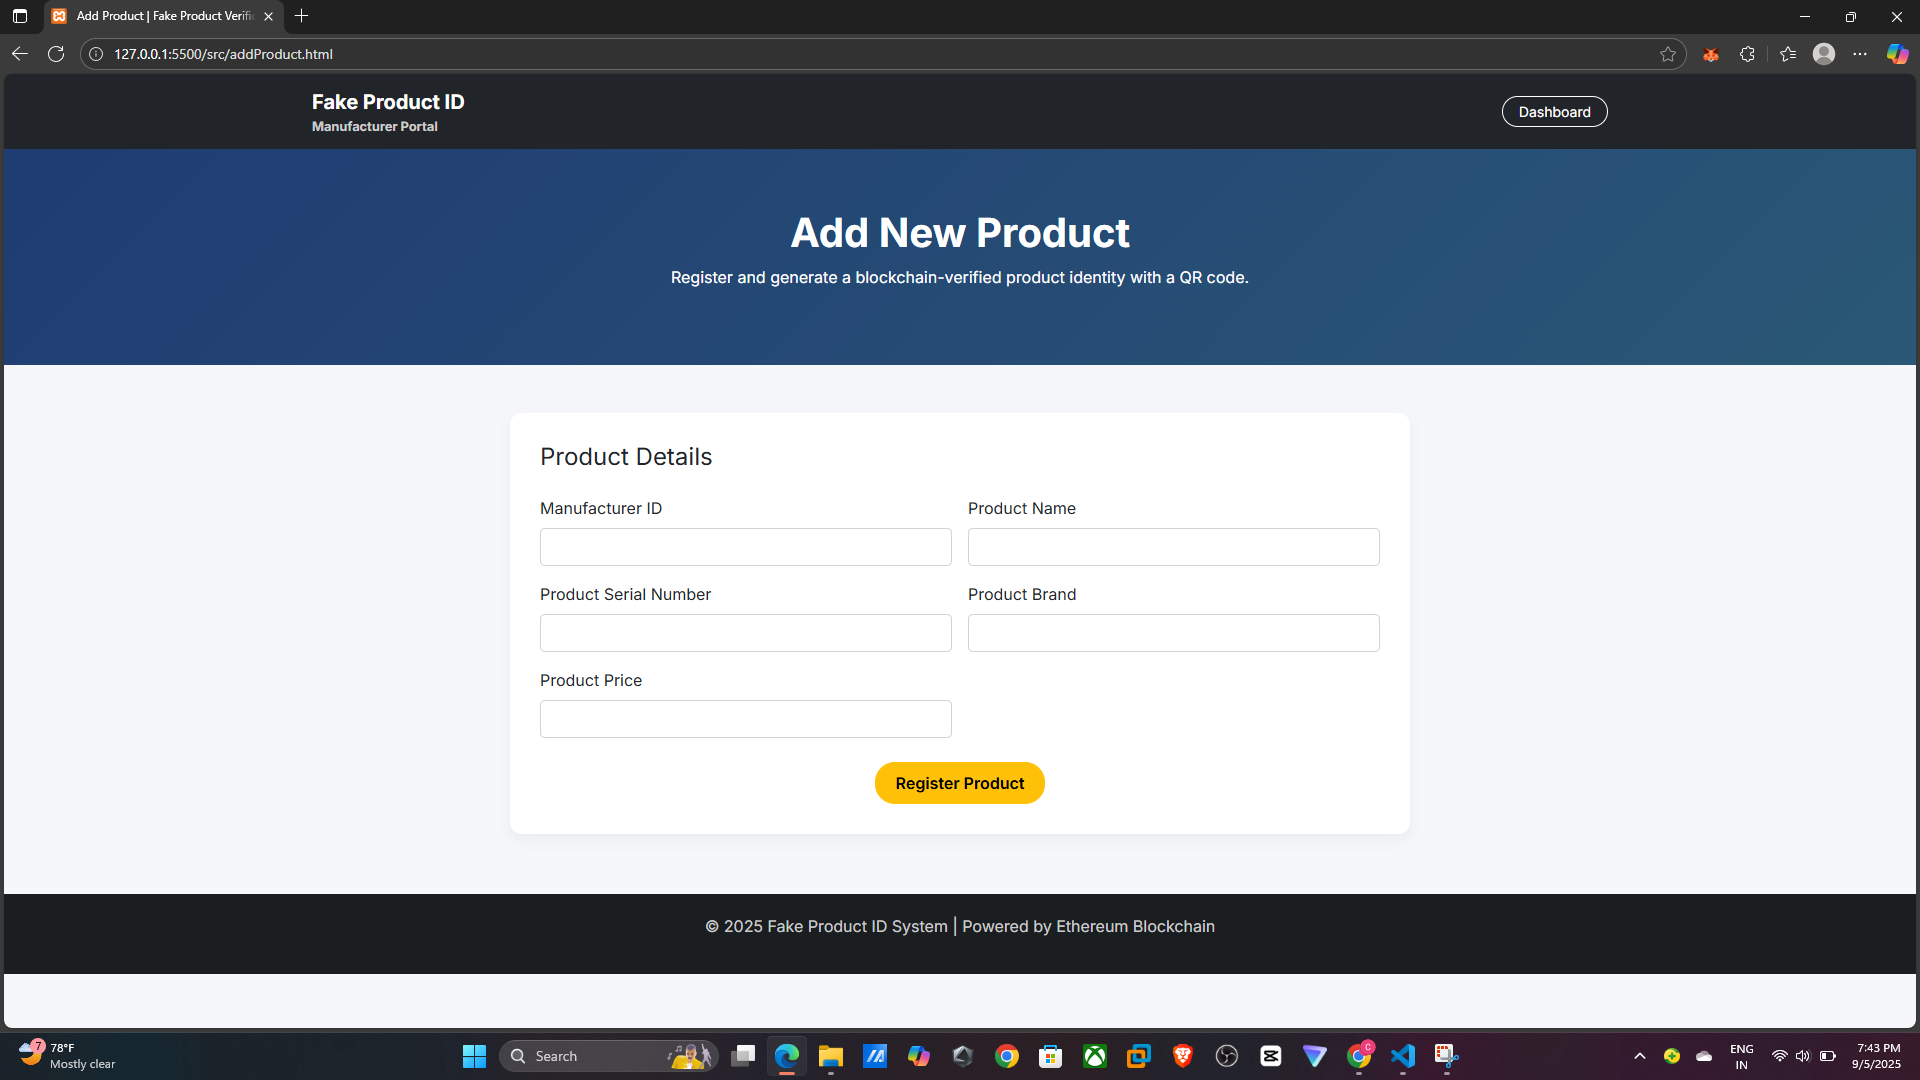 Add Product | Fake Product Verific
127.0.0.1:5500/src/addProduct.html
Fake Product ID
Manufacturer Portal
Dashboard
Add New Product
Register and generate a blockchain-verified product identity with a QR code.
Product Details
Manufacturer ID
Product Name
Product Serial Number
Product Brand
Product Price
Register Product
© 2025 Fake Product ID System | Powered by Ethereum Blockchain
7
78°F
Mostly clear
Search
C
ENG
IN
7:43 PM
9/5/2025